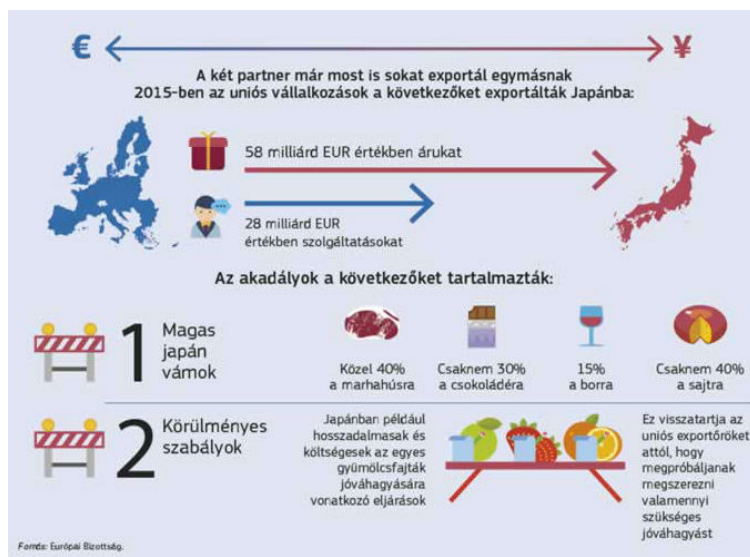 € ¥
A két partner már most is sokat exportál egymásnak
2015-ben az uniós vállalkozások a következőket exportálták Japánba:
58 milliárd EUR értékben árukat
28 milliárd EUR
értékben szolgáltatásokat
Az akadályok a következőket tartalmazták:
1 Magas
japán
vámok
Közel 40%
a marhahúsra
Csaknem 30%
a csokoládéra
15%
a borra
Csaknem 40%
a sajtra
2 Körülményes
szabályok
Japánban például
hosszadalmasak és
költségesek az egyes
gyümölcsfajták
jóváhagyására
vonatkozó eljárások
Ez visszatartja az
uniós exportőröket
attól, hogy
megpróbáljanak
megszerezni
valamennyi
szükséges
jóváhagyást
Forrás: Európai Bizottság.